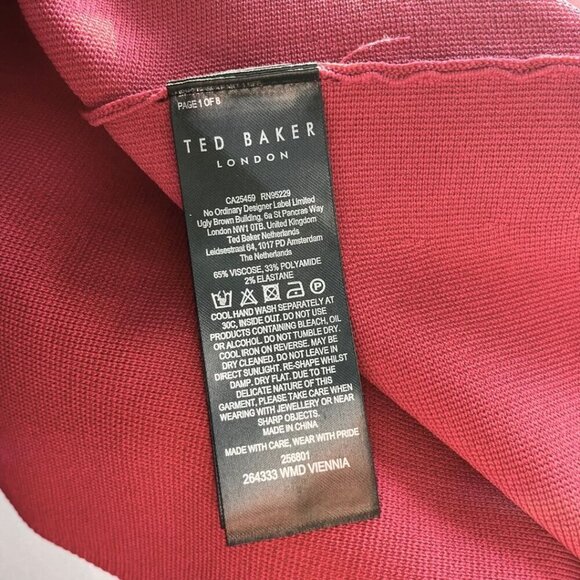 PAGE 1 OF 8
TED BAKER
LONDON
CA25459 RN95229
No Ordinary Designer Label Limited
Ugly Brown Building, 6a St Pancras Way
London NW1 0TB. United Kingdom
Ted Baker Netherlands
Leidsestraat 64, 1017 PD Amsterdam
The Netherlands
65% VISCOSE, 33% POLYAMIDE
2% ELASTANE
COOL HAND WASH SEPARATELY AT
30C, INSIDE OUT. DO NOT USE
PRODUCTS CONTAINING BLEACH, OIL
OR ALCOHOL. DO NOT TUMBLE DRY.
COOL IRON ON REVERSE. MAY BE
DRY CLEANED. DO NOT LEAVE IN
DIRECT SUNLIGHT. RE-SHAPE WHILST
DAMP. DRY FLAT. DUE TO THE
DELICATE NATURE OF THIS
GARMENT, PLEASE TAKE CARE WHEN
WEARING WITH JEWELLERY OR NEAR
SHARP OBJECTS.
MADE IN CHINA
MADE WITH CARE, WEAR WITH PRIDE
256801
264333 WMD VIENNIA